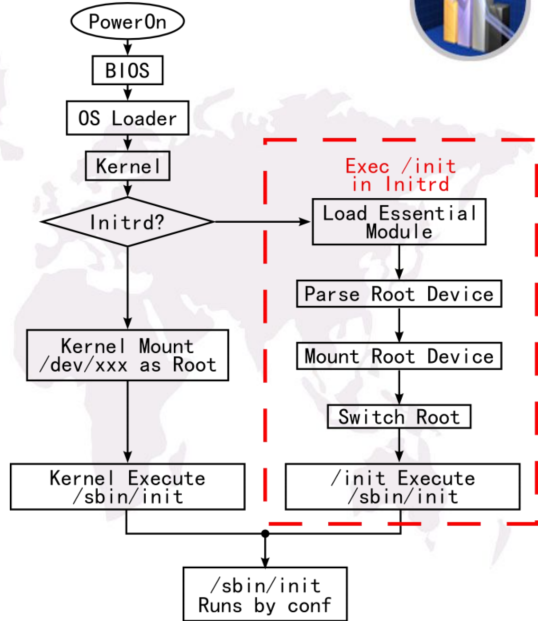 PowerOn
BIOS
OS Loader
Kernel
Initrd?
Exec /init
in Initrd
Load Essential
Module
Parse Root Device
Mount Root Device
Switch Root
/init Execute
/sbin/init
Kernel Mount
/dev/xxx as Root
Kernel Execute
/sbin/init
/sbin/init
Runs by conf